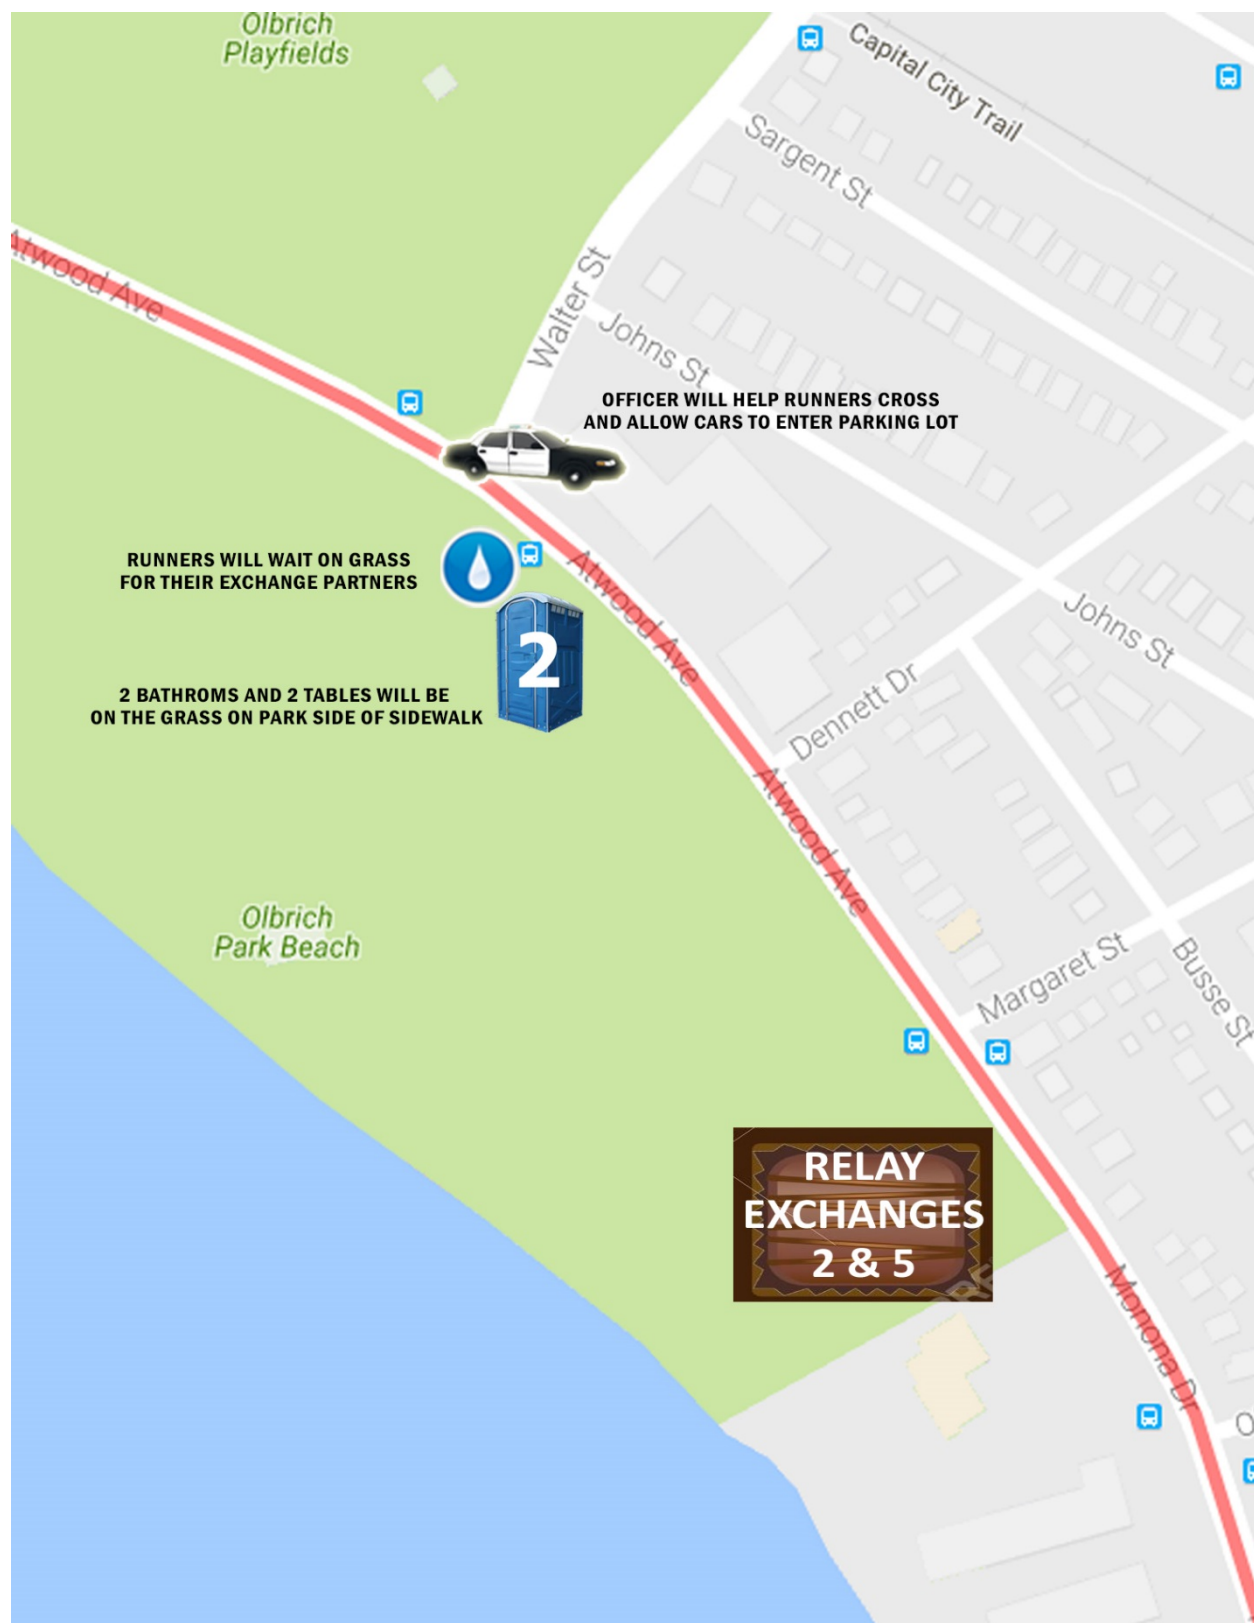 Olbrich
Playfields
Capital City Trail
Sargent St
Atwood Ave
Walter St
Johns St
OFFICER WILL HELP RUNNERS CROSS
AND ALLOW CARS TO ENTER PARKING LOT
RUNNERS WILL WAIT ON GRASS
FOR THEIR EXCHANGE PARTNERS
Atwood Ave
Johns St
2
2 BATHROMS AND 2 TABLES WILL BE
ON THE GRASS ON PARK SIDE OF SIDEWALK
Dennett Dr
Atwood Ave
Olbrich
Park Beach
Margaret St
Busse St
RELAY
EXCHANGES
2 & 5
Monona Dr